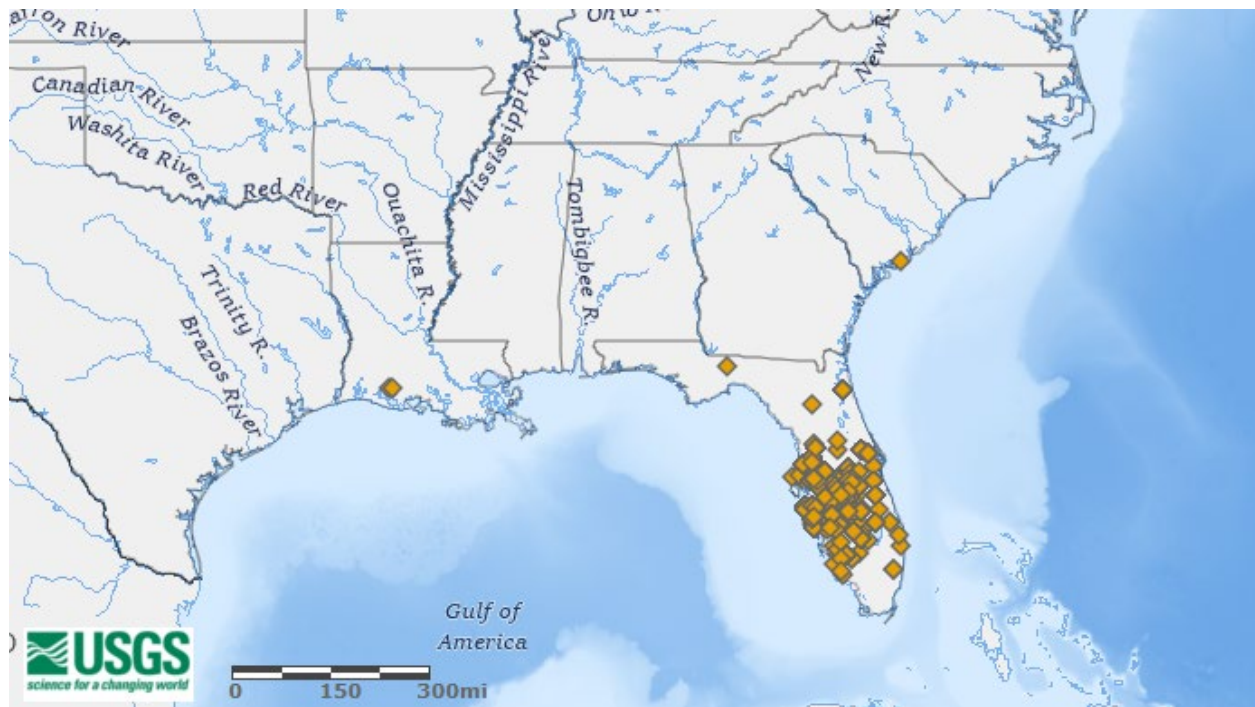 River
Canadian River
Washita River
Red River
Ouachita R.
Mississippi River
Tombigbee R.
New R.
Trinity R.
Brazos River
Gulf of
America
USGS
science for a changing world
0 150 300mi